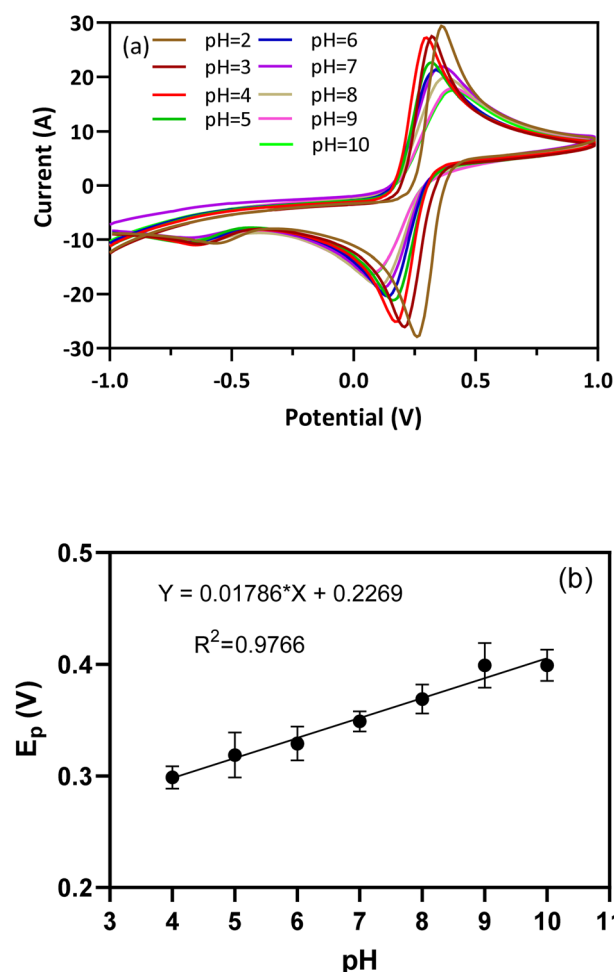 (a)
pH=2
pH=3
pH=4
pH=5
pH=6
pH=7
pH=8
pH=9
pH=10
Current (A)
30
20
10
0
-10
-20
-30
-1.0
-0.5
0.0
0.5
1.0
Potential (V)
(b)
Y = 0.01786*X + 0.2269
R²=0.9766
Eₚ (V)
0.5
0.4
0.3
0.2
3
4
5
6
7
8
9
10
11
pH